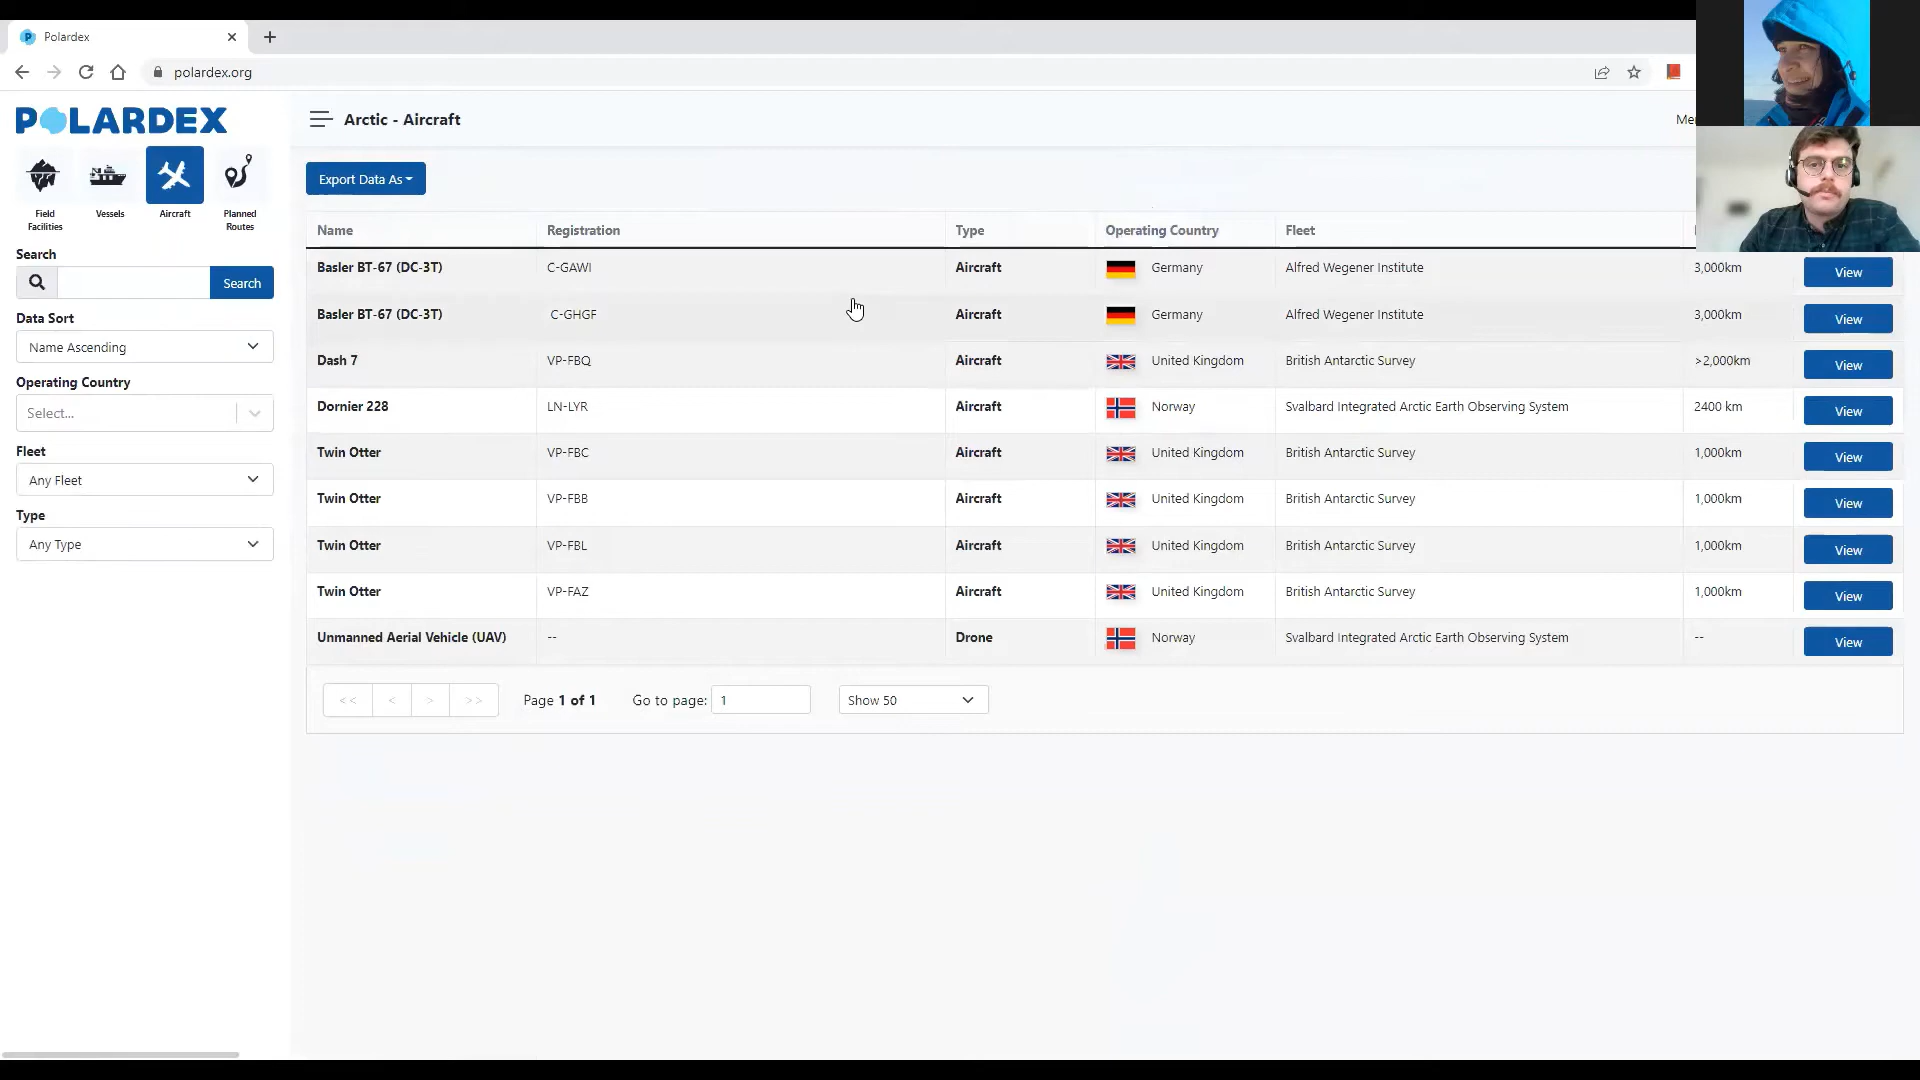 Polardex
polardex.org
POLARDEX
Field Facilities
Vessels
Aircraft
Planned Routes
Search
Search
Data Sort
Name Ascending
Operating Country
Select...
Fleet
Any Fleet
Type
Any Type
Arctic - Aircraft
Export Data As
Name Registration Type Operating Country Fleet
Basler BT-67 (DC-3T) C-GAWI Aircraft Germany Alfred Wegener Institute 3,000km View
Basler BT-67 (DC-3T) C-GHGF Aircraft Germany Alfred Wegener Institute 3,000km View
Dash 7 VP-FBQ Aircraft United Kingdom British Antarctic Survey >2,000km View
Dornier 228 LN-LYR Aircraft Norway Svalbard Integrated Arctic Earth Observing System 2400 km View
Twin Otter VP-FBC Aircraft United Kingdom British Antarctic Survey 1,000km View
Twin Otter VP-FBB Aircraft United Kingdom British Antarctic Survey 1,000km View
Twin Otter VP-FBL Aircraft United Kingdom British Antarctic Survey 1,000km View
Twin Otter VP-FAZ Aircraft United Kingdom British Antarctic Survey 1,000km View
Unmanned Aerial Vehicle (UAV) -- Drone Norway Svalbard Integrated Arctic Earth Observing System -- View
<< < > >> Page 1 of 1 Go to page: 1 Show 50